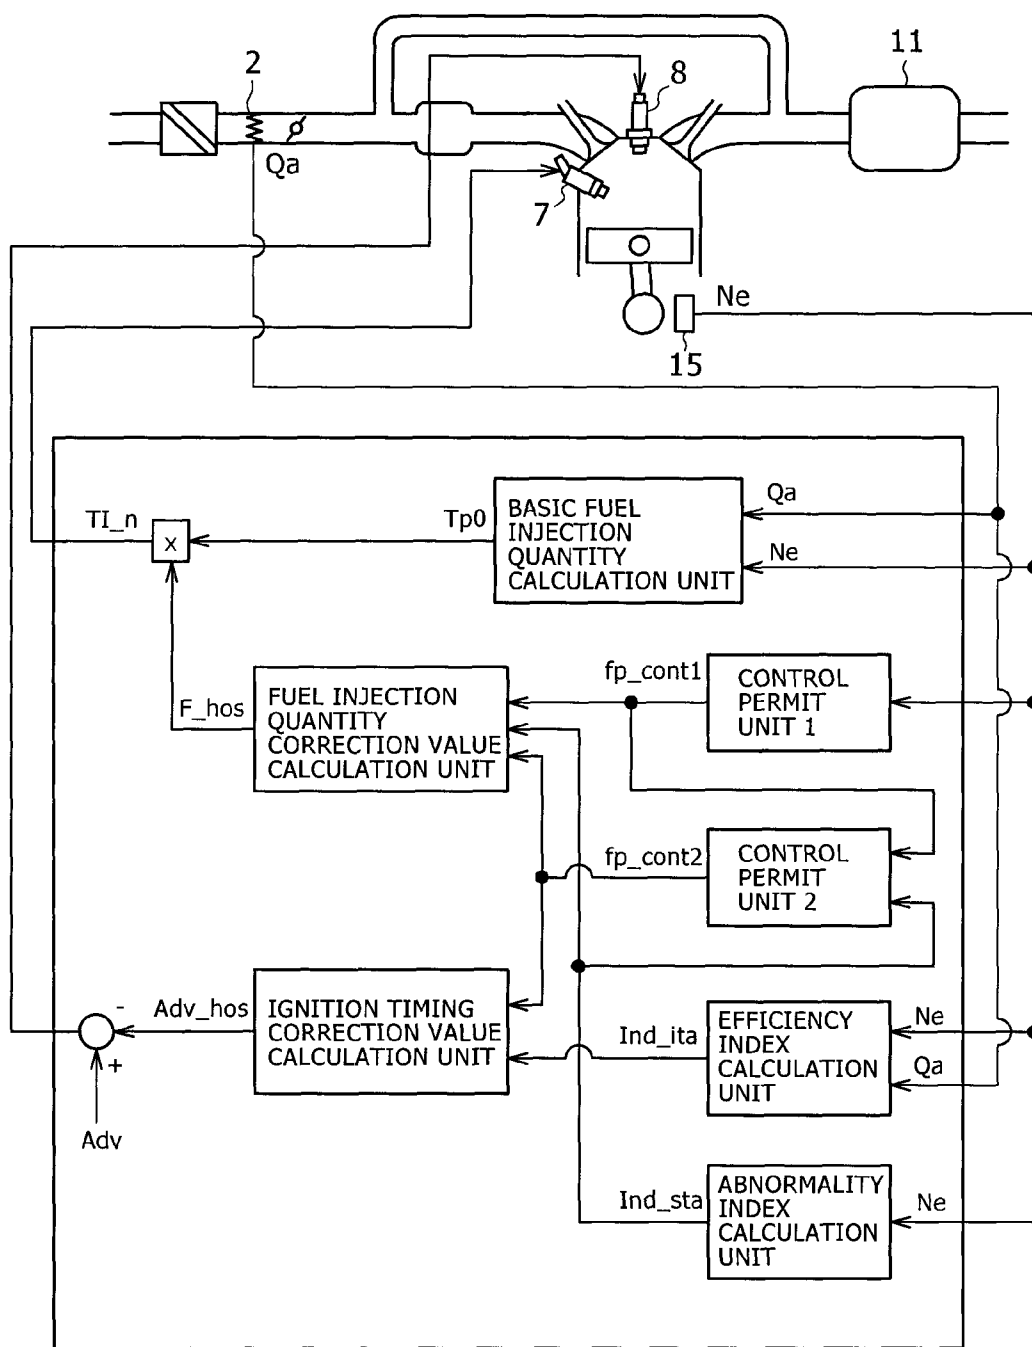 2
8
11
Qa
7
Ne
15
TI_n
Tp0
BASIC FUEL
INJECTION
QUANTITY
CALCULATION UNIT
Qa
Ne
x
F_hos
FUEL INJECTION
QUANTITY
CORRECTION VALUE
CALCULATION UNIT
fp_cont1
CONTROL
PERMIT
UNIT 1
fp_cont2
CONTROL
PERMIT
UNIT 2
-
+
Adv
Adv_hos
IGNITION TIMING
CORRECTION VALUE
CALCULATION UNIT
Ind_ita
EFFICIENCY
INDEX
CALCULATION
UNIT
Ne
Qa
Ind_sta
ABNORMALITY
INDEX
CALCULATION
UNIT
Ne